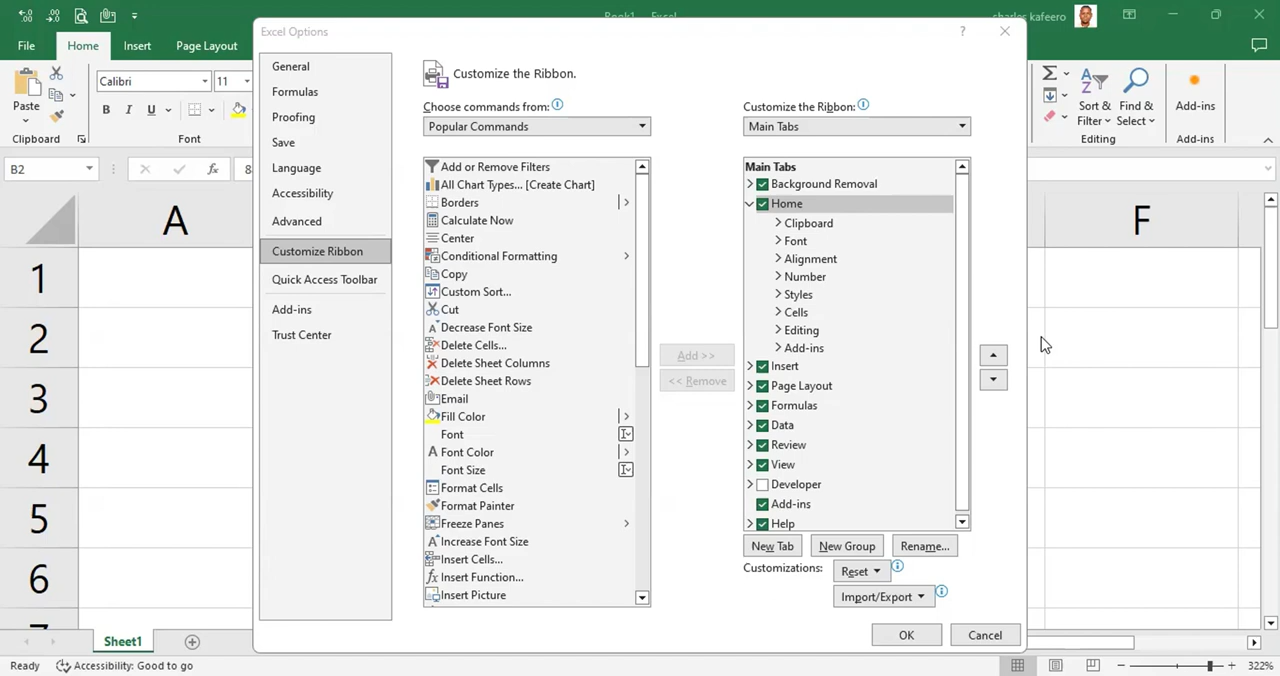 Book1 - Excel
charles kafeero
File
Home
Insert
Page Layout
Calibri
11
Paste
B I U
Clipboard
Font
Sort & Filter
Find & Select
Editing
Add-ins
Add-ins
B2
fx
8
A
F
1
2
3
4
5
6
7
Excel Options
?
General
Formulas
Proofing
Save
Language
Accessibility
Advanced
Customize Ribbon
Quick Access Toolbar
Add-ins
Trust Center
Customize the Ribbon.
Choose commands from:
Popular Commands
Add or Remove Filters
All Chart Types... [Create Chart]
Borders
Calculate Now
Center
Conditional Formatting
Copy
Custom Sort...
Cut
Decrease Font Size
Delete Cells...
Delete Sheet Columns
Delete Sheet Rows
Email
Fill Color
Font
Font Color
Font Size
Format Cells
Format Painter
Freeze Panes
Increase Font Size
Insert Cells...
Insert Function...
Insert Picture
Add >>
<< Remove
Customize the Ribbon:
Main Tabs
Main Tabs
Background Removal
Home
Clipboard
Font
Alignment
Number
Styles
Cells
Editing
Add-ins
Insert
Page Layout
Formulas
Data
Review
View
Developer
Add-ins
Help
New Tab
New Group
Rename...
Customizations:
Reset
Import/Export
OK
Cancel
Sheet1
Ready
Accessibility: Good to go
322%